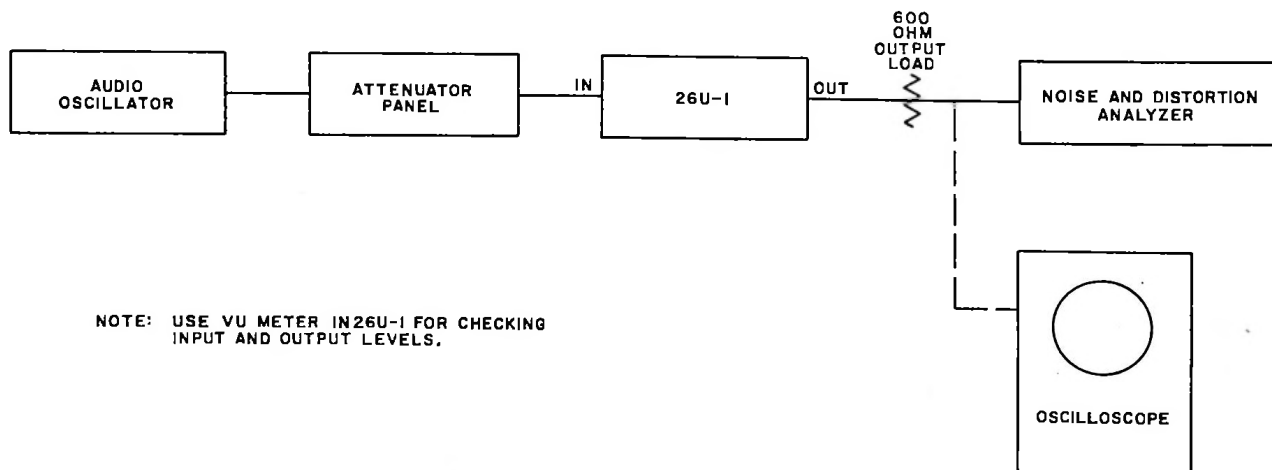 AUDIO
OSCILLATOR
ATTENUATOR
PANEL
IN
26U-1
OUT
600
OHM
OUTPUT
LOAD
NOISE AND DISTORTION
ANALYZER
NOTE: USE VU METER IN26U-1 FOR CHECKING
INPUT AND OUTPUT LEVELS.
OSCILLOSCOPE